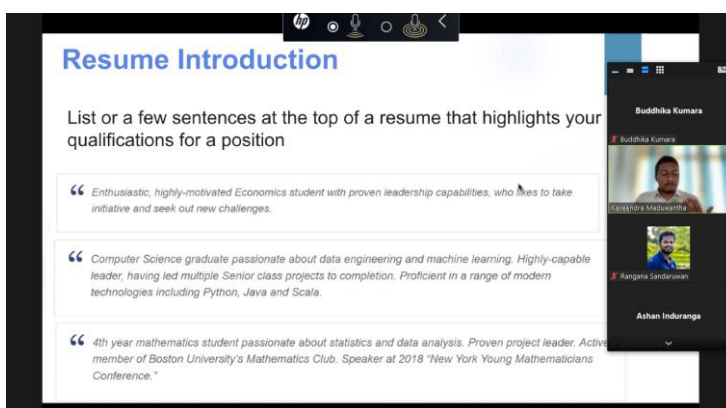 hp
Resume Introduction
List or a few sentences at the top of a resume that highlights your
qualifications for a position
“ Enthusiastic, highly-motivated Economics student with proven leadership capabilities, who likes to take
initiative and seek out new challenges.
“ Computer Science graduate passionate about data engineering and machine learning. Highly-capable
leader, having led multiple Senior class projects to completion. Proficient in a range of modern
technologies including Python, Java and Scala.
“ 4th year mathematics student passionate about statistics and data analysis. Proven project leader. Active
member of Boston University's Mathematics Club. Speaker at 2018 “New York Young Mathematicians
Conference."
Buddhika Kumara
Buddhika Kumara
Kaveendra Maduwantha
Rangana Sandaruwan
Ashan Induranga